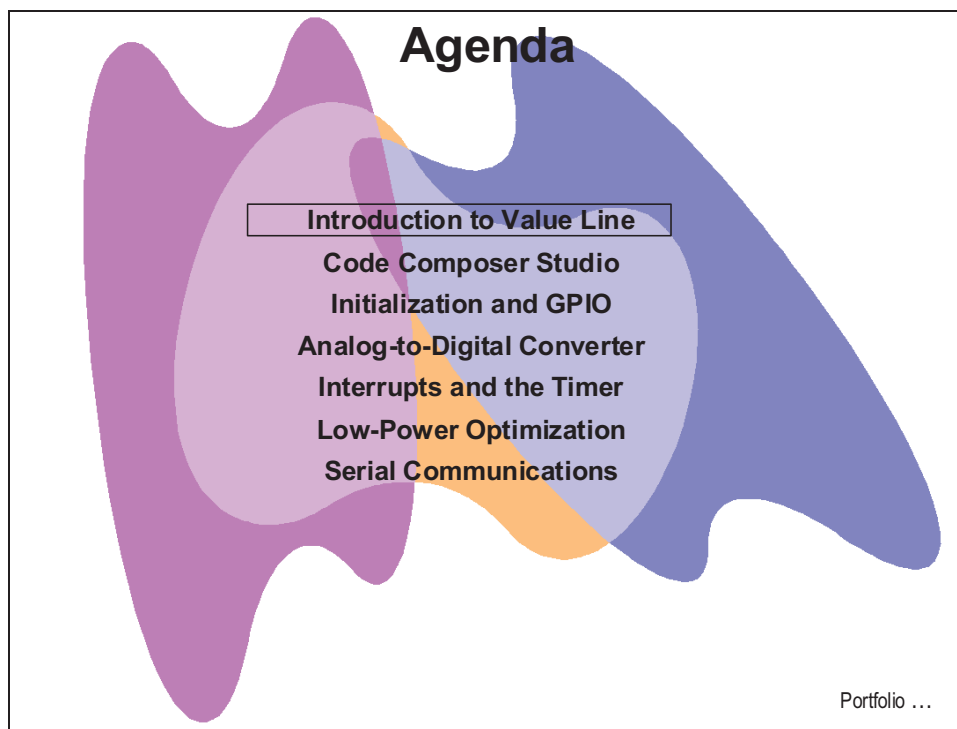 Agenda
Introduction to Value Line
Code Composer Studio
Initialization and GPIO
Analog-to-Digital Converter
Interrupts and the Timer
Low-Power Optimization
Serial Communications
Portfolio …